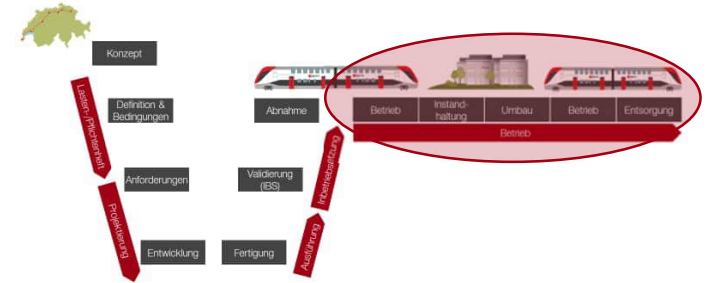 Konzept
Lasten-/Pflichtenheft
Definition &
Bedingungen
Anforderungen
Projektierung
Entwicklung
Fertigung
Ausführung
Validierung
(IBS)
Inbetriebsetzung
Abnahme
Betrieb
Instand-
haltung
Umbau
Betrieb
Entsorgung
Betrieb